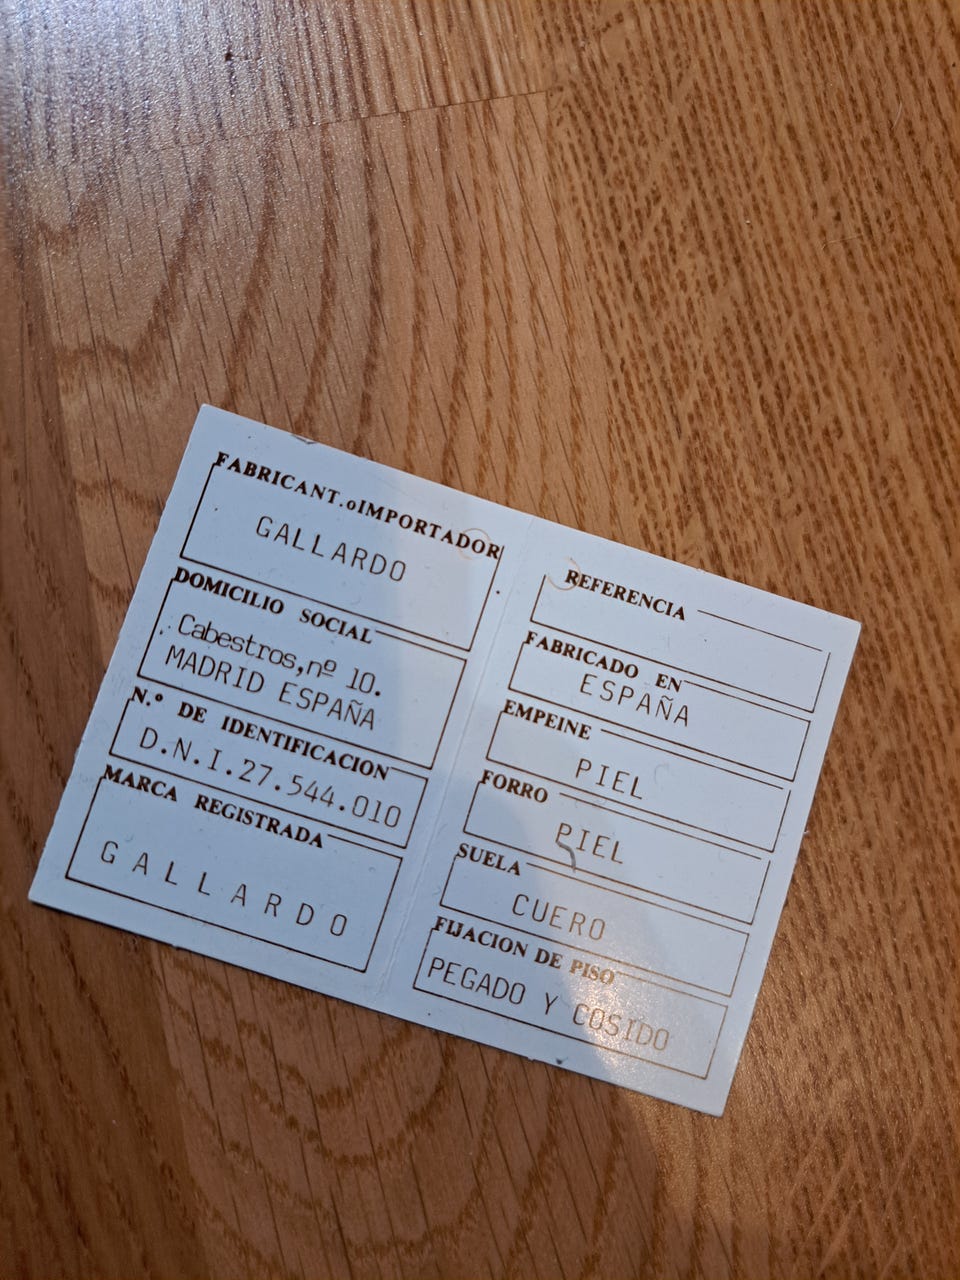 FABRICANT.oIMPORTADOR
GALLARDO
DOMICILIO SOCIAL
Cabestros,nº 10.
MADRID ESPAÑA
N.º DE IDENTIFICACION
D.N.I.27.544.010
MARCA REGISTRADA
GALLARDO
REFERENCIA
FABRICADO EN
ESPAÑA
EMPEINE
PIEL
FORRO
PIEL
SUELA
CUERO
FIJACION DE PISO
PEGADO Y COSIDO